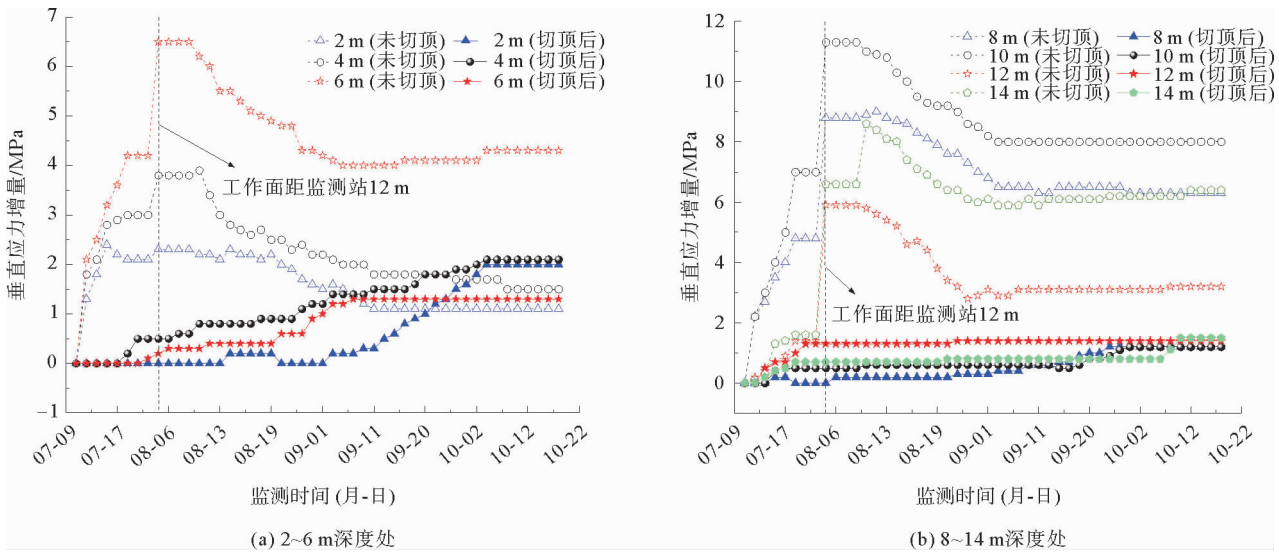 7
6
5
4
3
2
1
0
−1
垂直应力增量/MPa
2 m (未切顶)
2 m (切顶后)
4 m (未切顶)
4 m (切顶后)
6 m (未切顶)
6 m (切顶后)
工作面距监测站12 m
07-09
07-17
08-06
08-13
08-19
09-01
09-11
09-20
10-02
10-12
10-22
监测时间 (月-日)
(a) 2~6 m深度处
12
10
8
6
4
2
0
垂直应力增量/MPa
8 m (未切顶)
8 m (切顶后)
10 m (未切顶)
10 m (切顶后)
12 m (未切顶)
12 m (切顶后)
14 m (未切顶)
14 m (切顶后)
工作面距监测站12 m
07-09
07-17
08-06
08-13
08-19
09-01
09-11
09-20
10-02
10-12
10-22
监测时间 (月-日)
(b) 8~14 m深度处